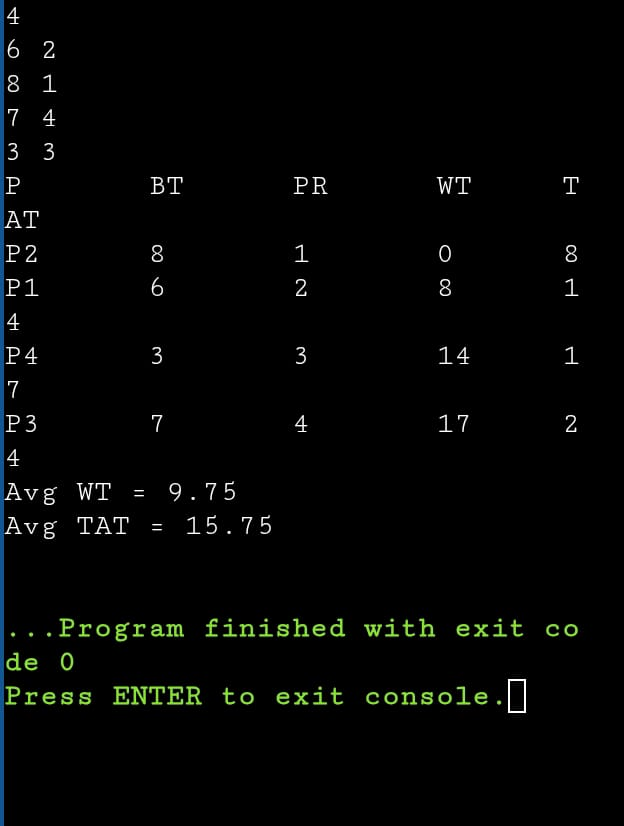 4
6 2
8 1
7 4
3 3
P BT PR WT T
AT
P2 8 1 0 8
P1 6 2 8 1
4
P4 3 3 14 1
7
P3 7 4 17 2
4
Avg WT = 9.75
Avg TAT = 15.75
...Program finished with exit co
de 0
Press ENTER to exit console.